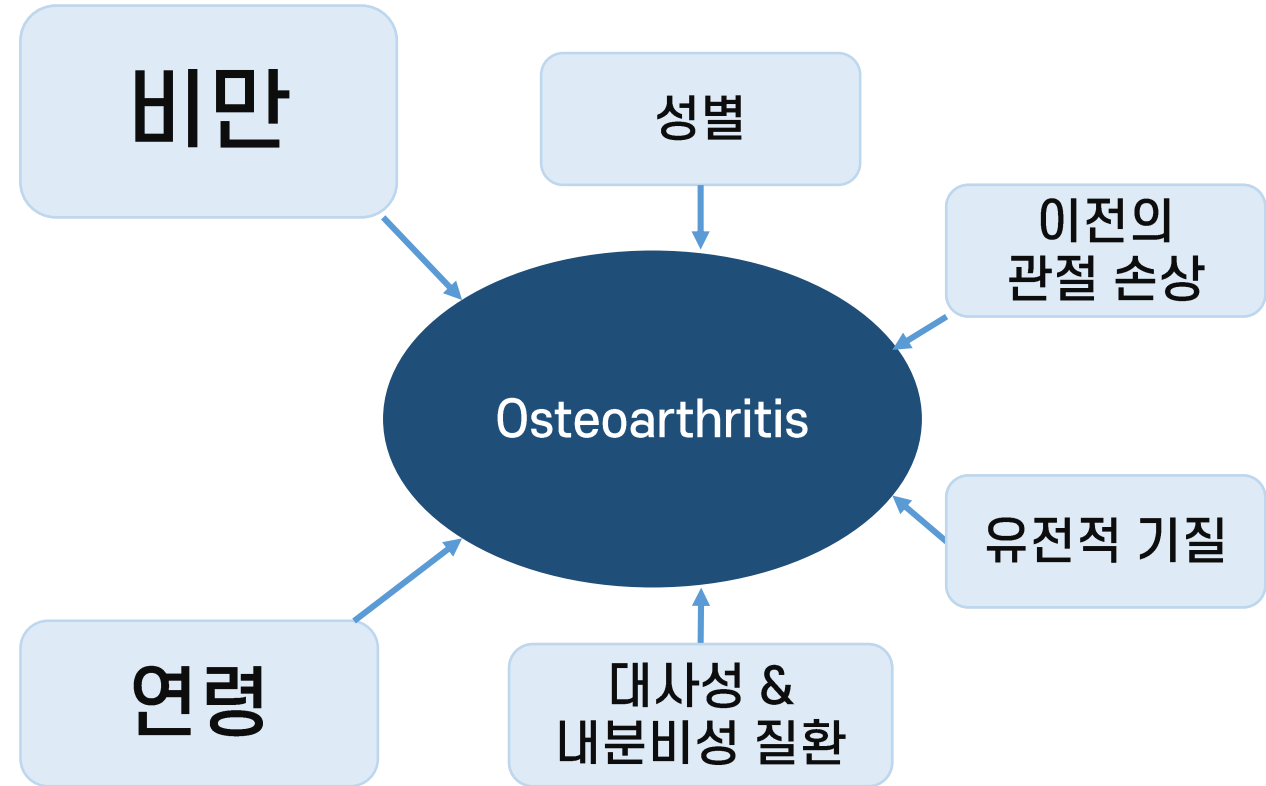 비만
성별
이전의
관절 손상
Osteoarthritis
유전적 기질
연령
대사성 &
내분비성 질환